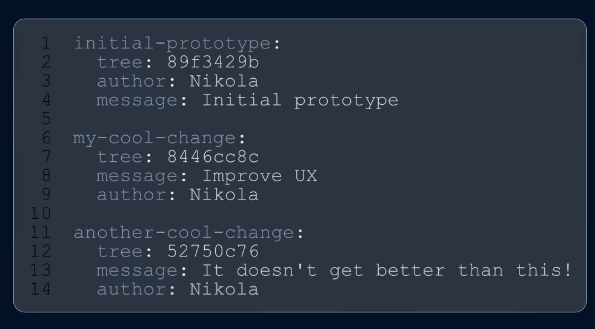 1 initial-prototype:
2   tree: 89f3429b
3   author: Nikola
4   message: Initial prototype
5
6 my-cool-change:
7   tree: 8446cc8c
8   message: Improve UX
9   author: Nikola
10
11 another-cool-change:
12   tree: 52750c76
13   message: It doesn't get better than this!
14   author: Nikola